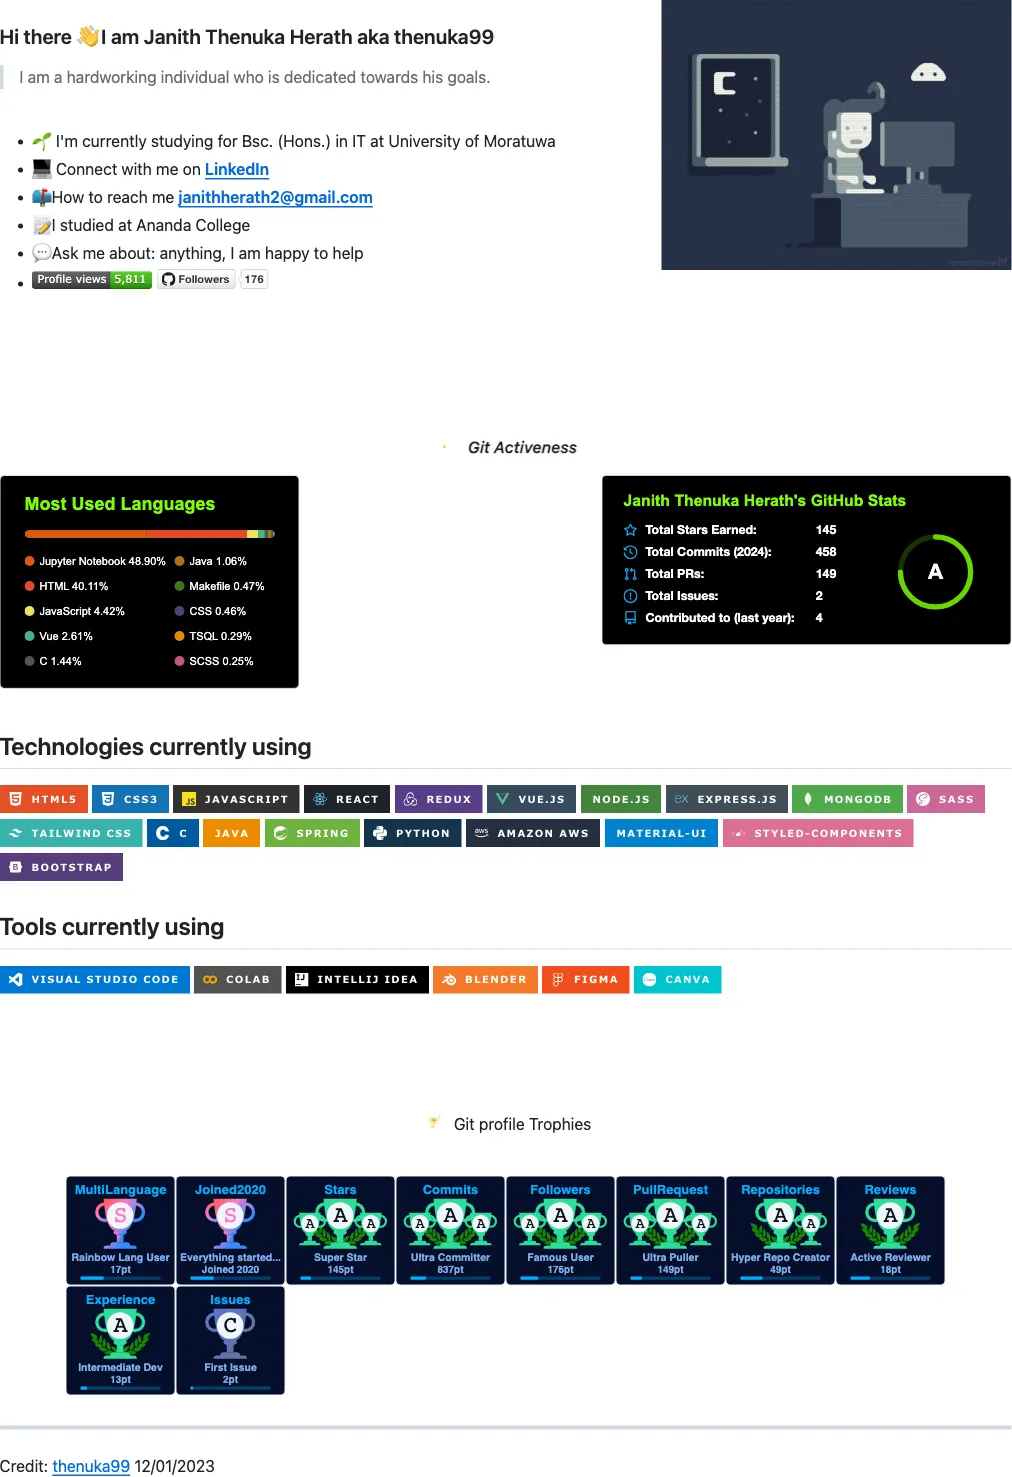 Hi there 👋I am Janith Thenuka Herath aka thenuka99
I am a hardworking individual who is dedicated towards his goals.
• 🌱 I'm currently studying for Bsc. (Hons.) in IT at University of Moratuwa
• 💻 Connect with me on LinkedIn
• 📫How to reach me janithherath2@gmail.com
• 📝I studied at Ananda College
• 💬Ask me about: anything, I am happy to help
• Profile views 5,811 Followers 176
Git Activeness
Most Used Languages
Jupyter Notebook 48.90% Java 1.06%
HTML 40.11% Makefile 0.47%
JavaScript 4.42% CSS 0.46%
Vue 2.61% TSQL 0.29%
C 1.44% SCSS 0.25%
Janith Thenuka Herath's GitHub Stats
Total Stars Earned: 145
Total Commits (2024): 458
Total PRs: 149
Total Issues: 2
Contributed to (last year): 4
A
Technologies currently using
HTML5 CSS3 JS JAVASCRIPT REACT REDUX VUE.JS NODE.JS EX EXPRESS.JS MONGODB SASS
TAILWIND CSS C C JAVA SPRING PYTHON aws AMAZON AWS MATERIAL-UI STYLED-COMPONENTS
B BOOTSTRAP
Tools currently using
VISUAL STUDIO CODE COLAB IJ INTELLIJ IDEA BLENDER FIGMA CANVA
Git profile Trophies
MultiLanguage Joined2020 Stars Commits Followers PullRequest Repositories Reviews
S S A A A A A A A A A A A A A A
Rainbow Lang User Everything started... Super Star Ultra Committer Famous User Ultra Puller Hyper Repo Creator Active Reviewer
17pt Joined 2020 145pt 837pt 176pt 149pt 49pt 18pt
Experience Issues
A C
Intermediate Dev First Issue
13pt 2pt
Credit: thenuka99 12/01/2023